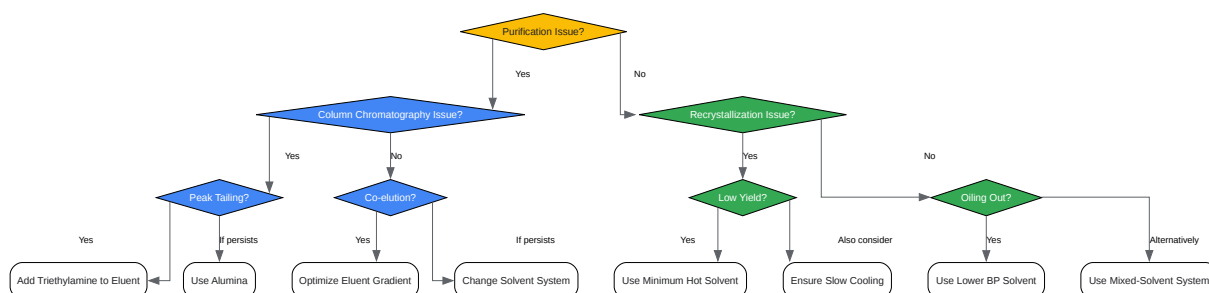 Purification Issue?
Yes
No
Column Chromatography Issue?
Recrystallization Issue?
Yes
No
Yes
No
Peak Tailing?
Co-elution?
Low Yield?
Oiling Out?
Yes
If persists
Yes
If persists
Yes
Also consider
Yes
Alternatively
Add Triethylamine to Eluent
Use Alumina
Optimize Eluent Gradient
Change Solvent System
Use Minimum Hot Solvent
Ensure Slow Cooling
Use Lower BP Solvent
Use Mixed-Solvent System